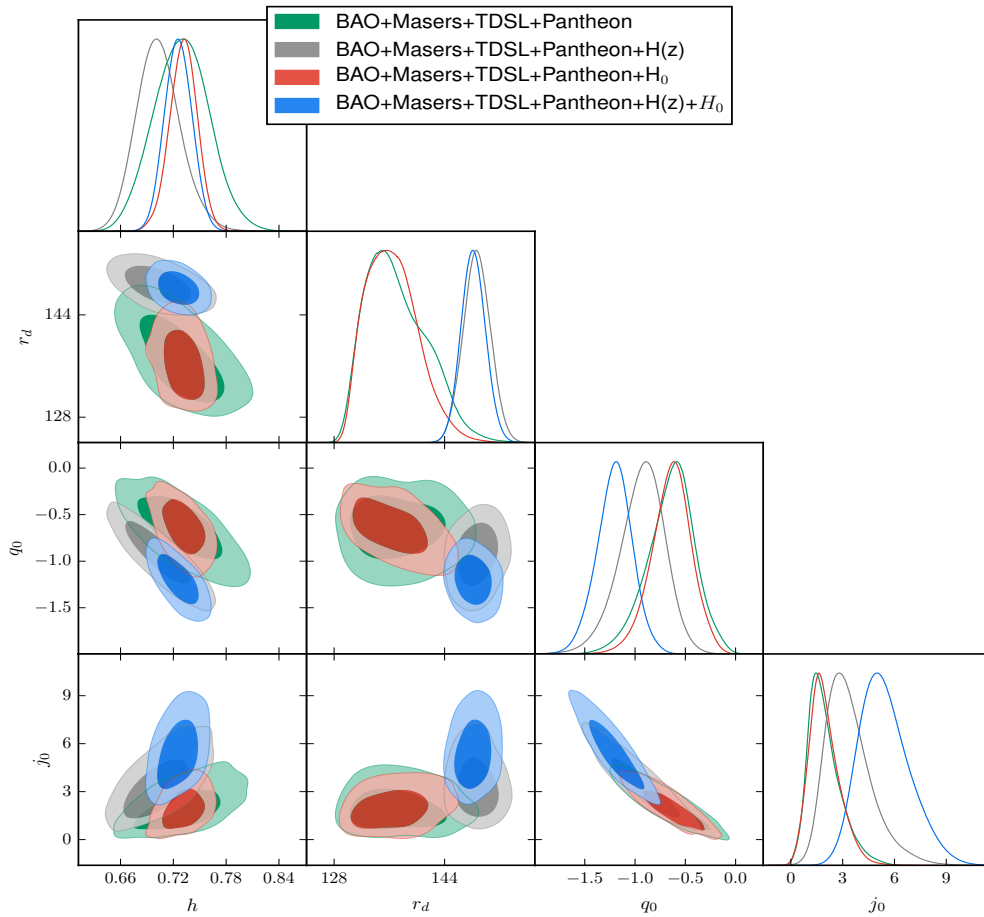 BAO+Masers+TDSL+Pantheon
BAO+Masers+TDSL+Pantheon+H(z)
BAO+Masers+TDSL+Pantheon+H₀
BAO+Masers+TDSL+Pantheon+H(z)+H₀
144
128
r_d
0.0
−0.5
−1.0
−1.5
q₀
9
6
3
0
j₀
0.66 0.72 0.78 0.84
128 144
−1.5 −1.0 −0.5 0.0
0 3 6 9
h r_d q₀ j₀